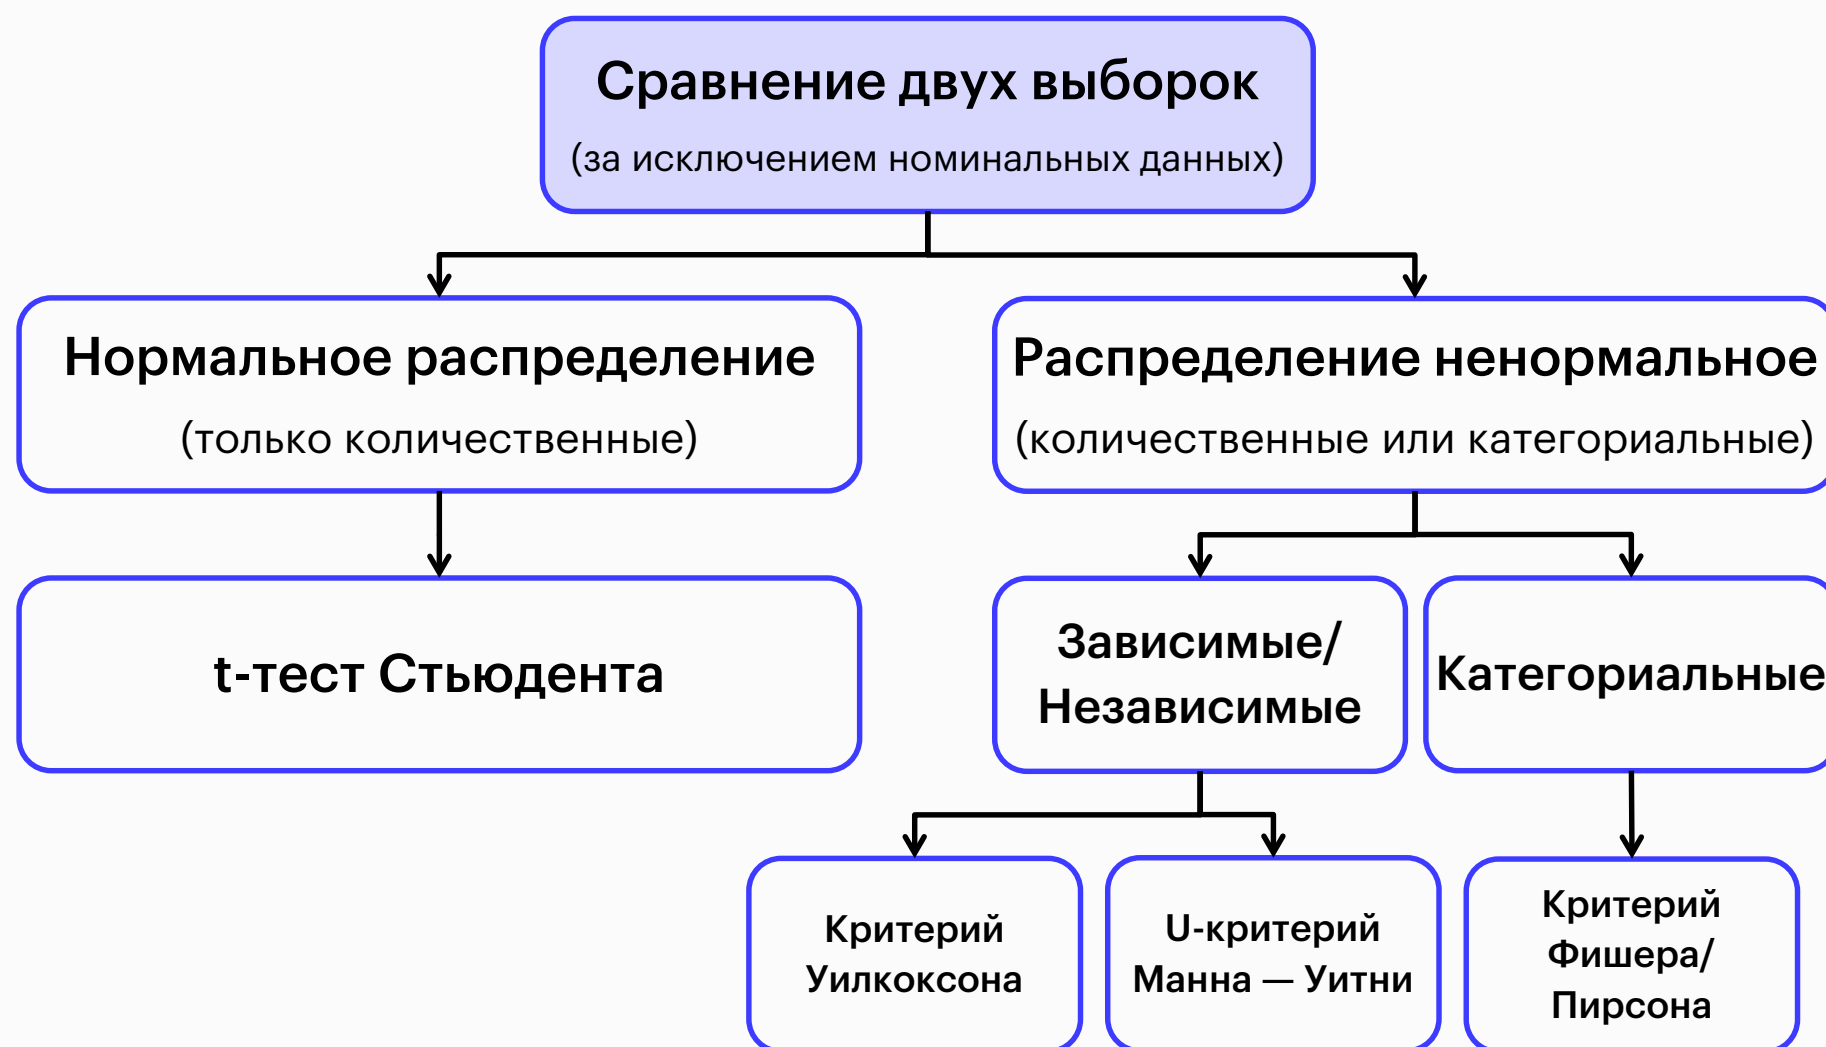 Сравнение двух выборок
(за исключением номинальных данных)
Нормальное распределение
(только количественные)
Распределение ненормальное
(количественные или категориальные)
t-тест Стьюдента
Зависимые/
Независимые
Категориальные
Критерий
Уилкоксона
U-критерий
Манна — Уитни
Критерий
Фишера/
Пирсона